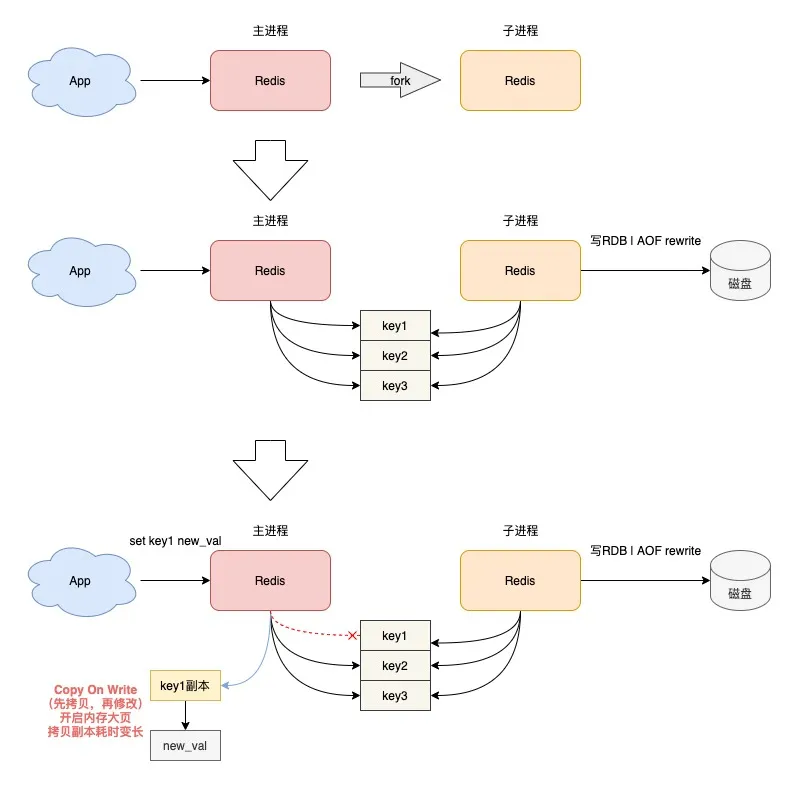 主进程
子进程
App
Redis
fork
Redis
主进程
子进程
App
Redis
Redis
写RDB | AOF rewrite
磁盘
key1
key2
key3
主进程
子进程
set key1 new_val
App
Redis
Redis
写RDB | AOF rewrite
磁盘
key1
key2
key3
key1副本
Copy On Write
（先拷贝，再修改）
开启内存大页
拷贝副本耗时变长
new_val